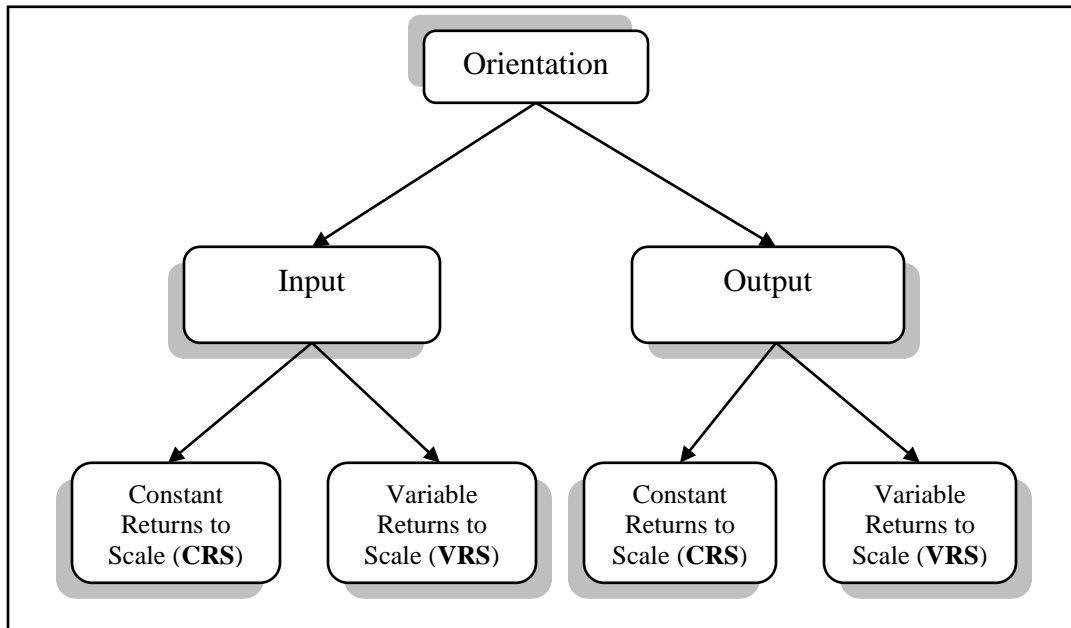 Orientation
Input
Output
Constant
Returns to
Scale (CRS)
Variable
Returns to
Scale (VRS)
Constant
Returns to
Scale (CRS)
Variable
Returns to
Scale (VRS)